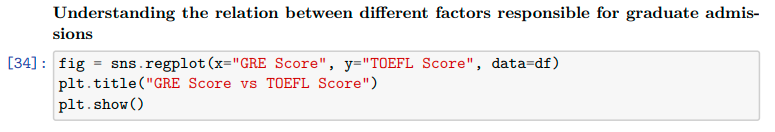 Understanding the relation between different factors responsible for graduate admis-
sions
[34]: fig = sns.regplot(x="GRE Score", y="TOEFL Score", data=df)
plt.title("GRE Score vs TOEFL Score")
plt.show()